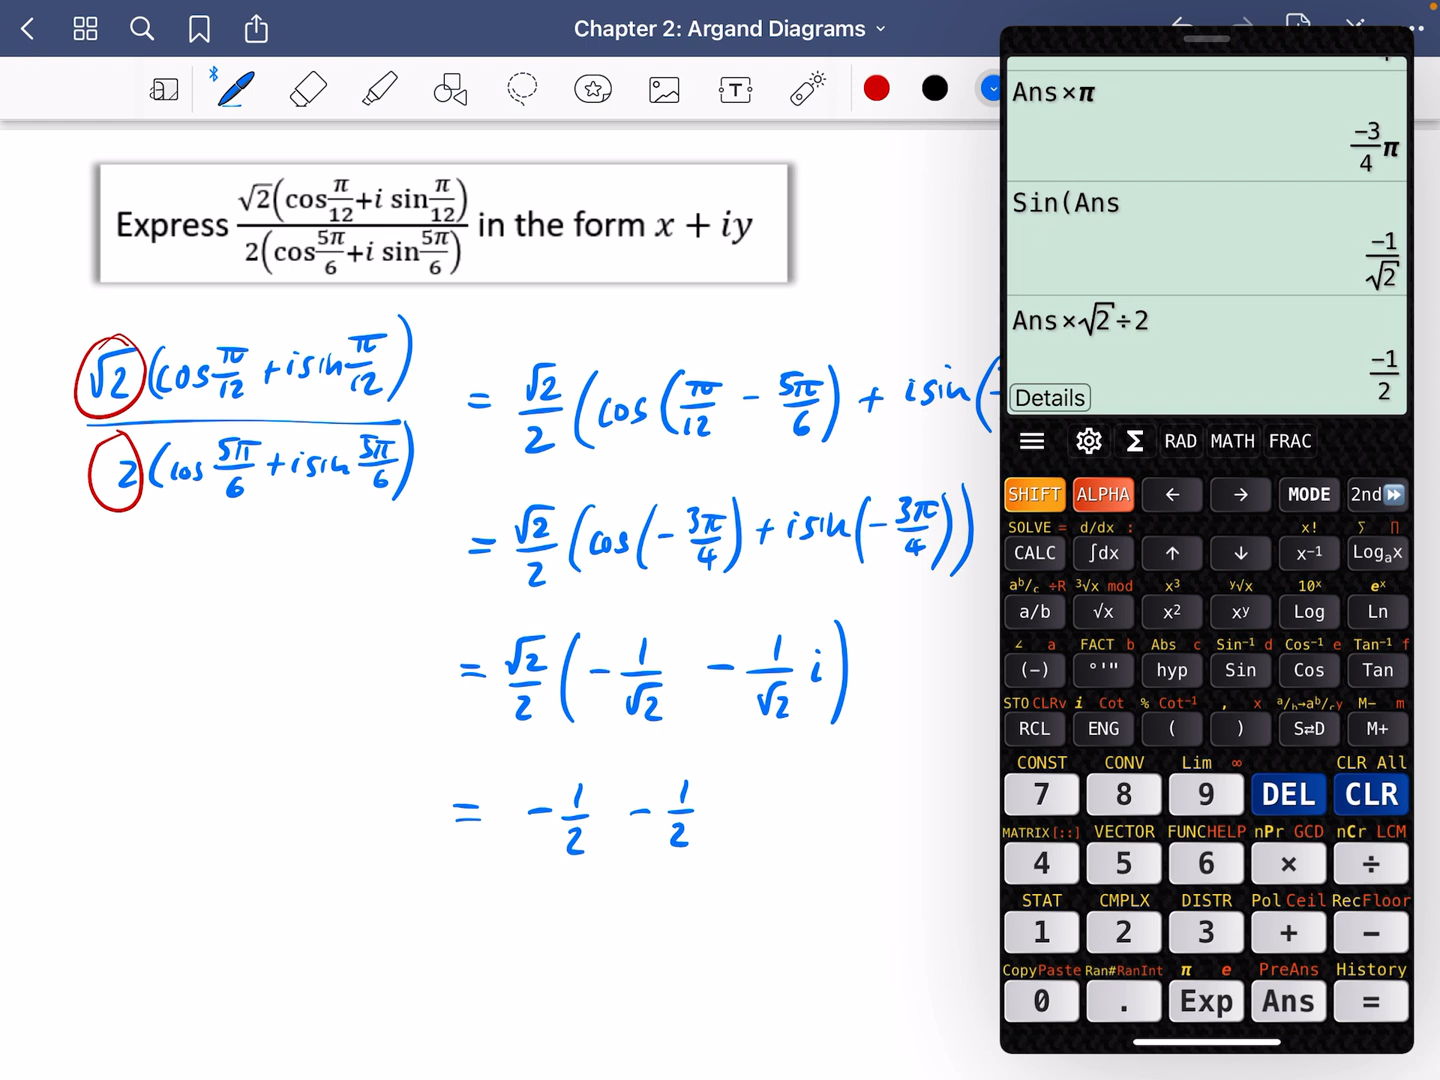 Chapter 2: Argand Diagrams
Express √2(cos π/12 + i sin π/12) / 2(cos 5π/6 + i sin 5π/6) in the form x + iy
√2 (cos π/12 + i sin π/12) / 2 (cos 5π/6 + i sin 5π/6) = √2/2 (cos (π/12 − 5π/6) + i sin (
= √2/2 (cos (− 3π/4) + i sin (− 3π/4))
= √2/2 (− 1/√2 − 1/√2 i)
= − 1/2 − 1/2
Ans×π
−3/4 π
Sin(Ans
−1/√2
Ans×√2÷2
−1/2
Details
RAD MATH FRAC
SHIFT ALPHA ← → MODE 2nd
SOLVE = d/dx : x! ∑ ∏
CALC ∫dx ↑ ↓ x⁻¹ Logₐx
aᵇ/c ÷R ³√x mod x³ ʸ√x 10ˣ eˣ
a/b √x x² xʸ Log Ln
∠ a FACT b Abs c Sin⁻¹ d Cos⁻¹ e Tan⁻¹ f
(−) °'" hyp Sin Cos Tan
STO CLRv i Cot % Cot⁻¹ , x a/b→aᵇ/c y M− m
RCL ENG ( ) S⇄D M+
CONST CONV Lim ∞ CLR All
7 8 9 DEL CLR
MATRIX[::] VECTOR FUNC HELP nPr GCD nCr LCM
4 5 6 × ÷
STAT CMPLX DISTR Pol Ceil Rec Floor
1 2 3 + −
Copy Paste Ran# RanInt π e PreAns History
0 . Exp Ans =